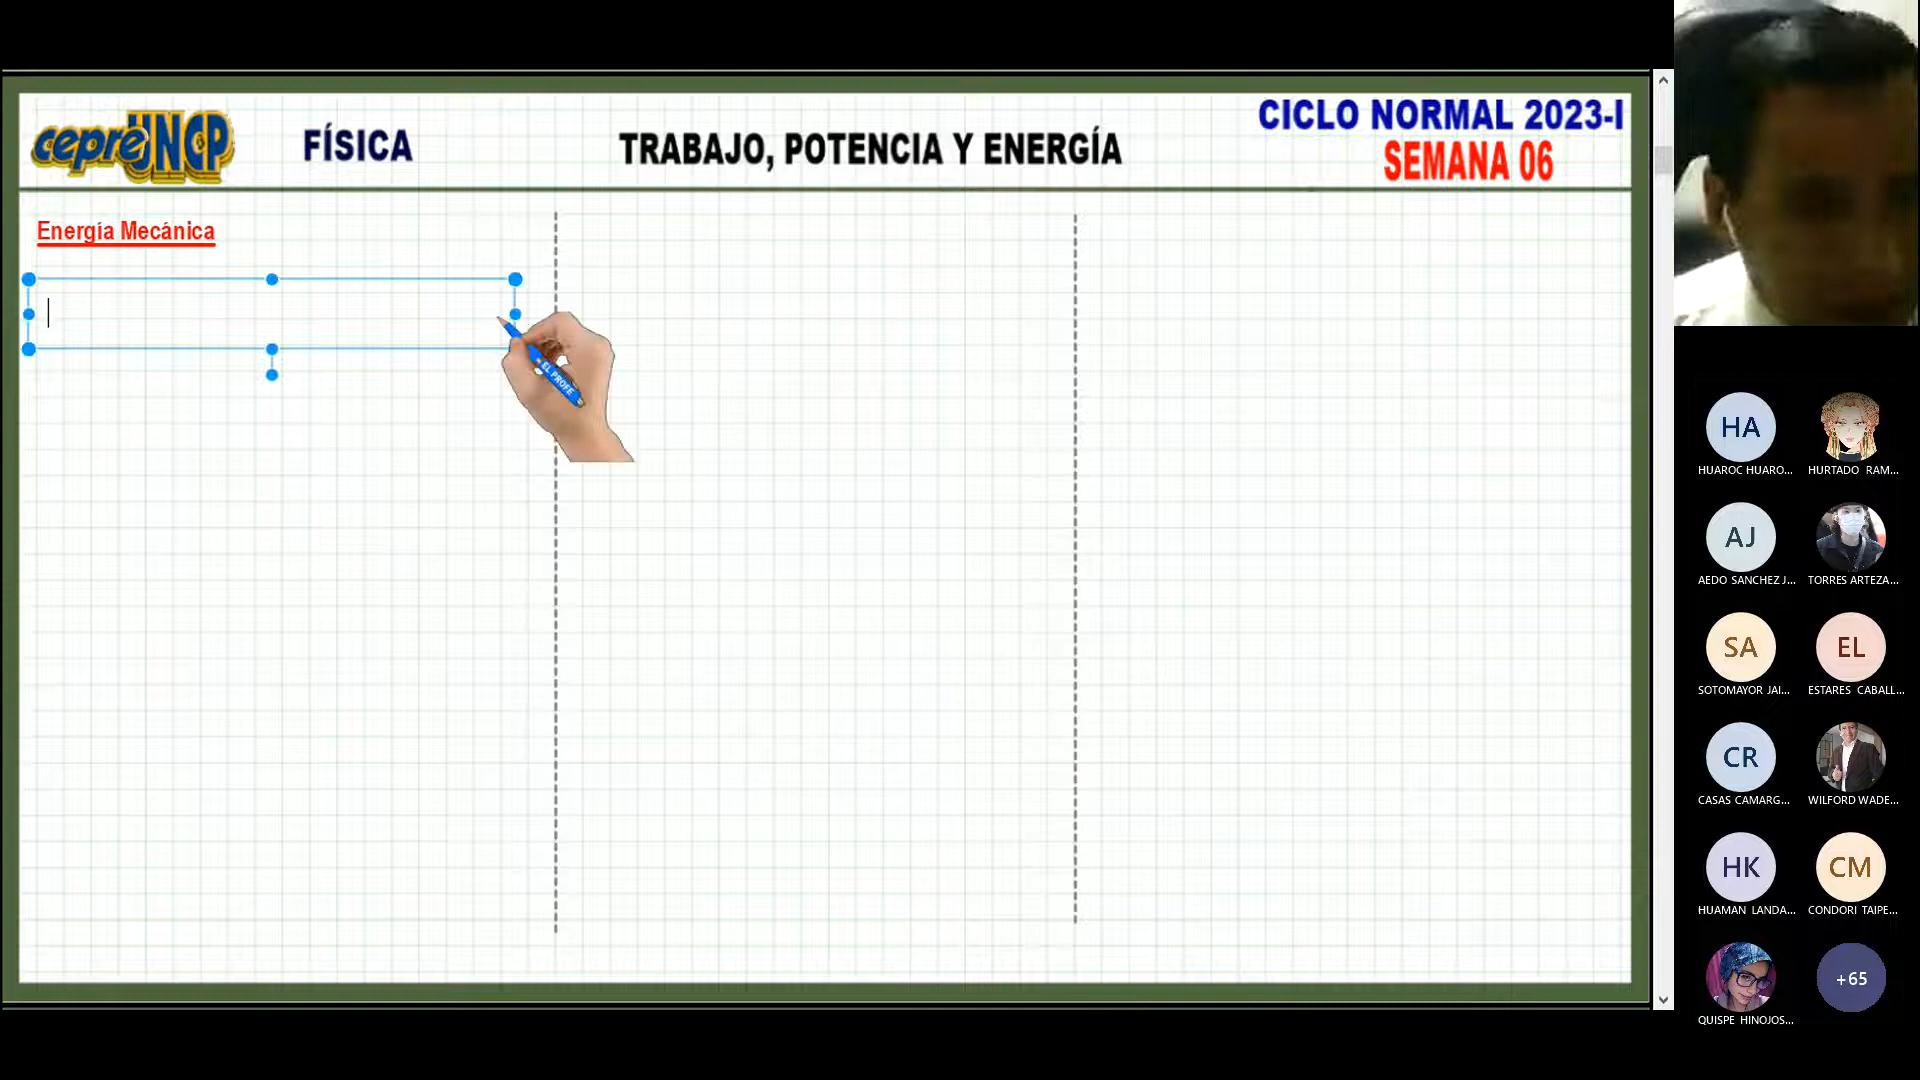 cepre UNCP
FÍSICA
TRABAJO, POTENCIA Y ENERGÍA
CICLO NORMAL 2023-I
SEMANA 06
Energía Mecánica
EL PROFE
HA
HUAROC HUARO...
HURTADO RAM...
AJ
AEDO SANCHEZ J...
TORRES ARTEZA...
SA
SOTOMAYOR JAI...
EL
ESTARES CABALL...
CR
CASAS CAMARG...
WILFORD WADE...
HK
HUAMAN LANDA...
CM
CONDORI TAIPE...
QUISPE HINOJOS...
+65